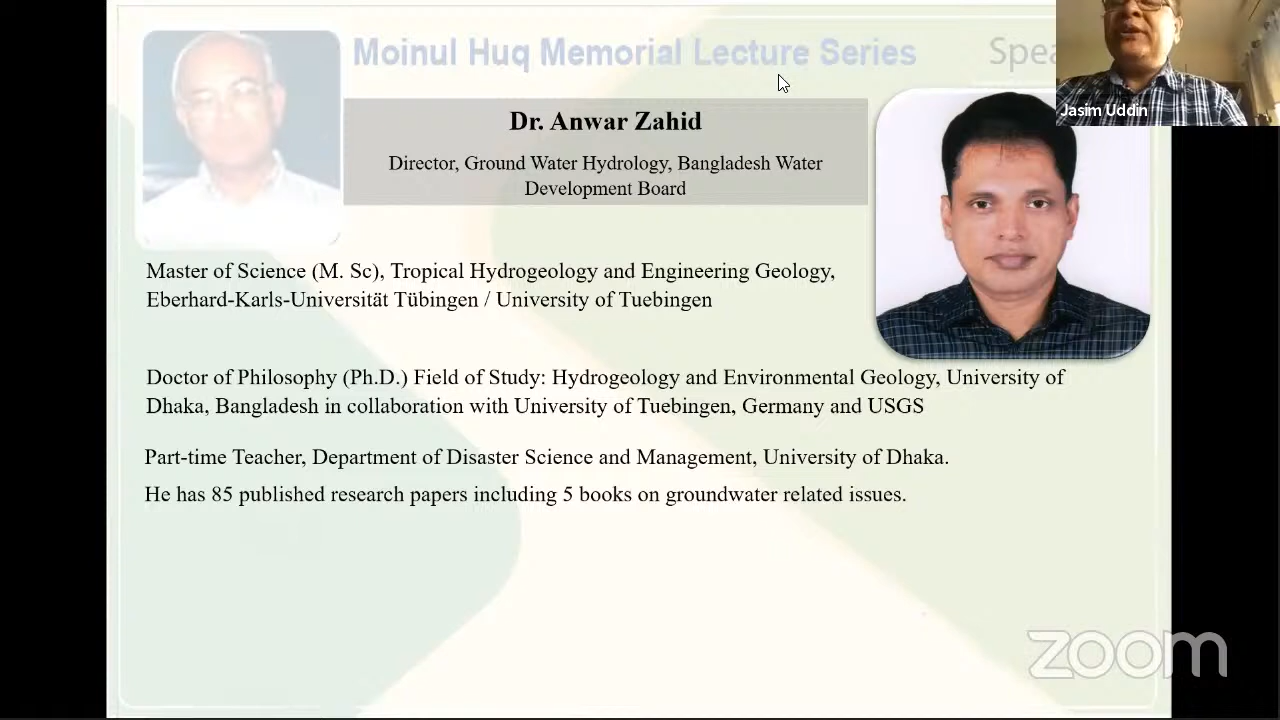 Moinul Huq Memorial Lecture Series
Jasim Uddin
Dr. Anwar Zahid
Director, Ground Water Hydrology, Bangladesh Water
Development Board
Master of Science (M. Sc), Tropical Hydrogeology and Engineering Geology,
Eberhard-Karls-Universität Tübingen / University of Tuebingen
Doctor of Philosophy (Ph.D.) Field of Study: Hydrogeology and Environmental Geology, University of
Dhaka, Bangladesh in collaboration with University of Tuebingen, Germany and USGS
Part-time Teacher, Department of Disaster Science and Management, University of Dhaka.
He has 85 published research papers including 5 books on groundwater related issues.
zoom